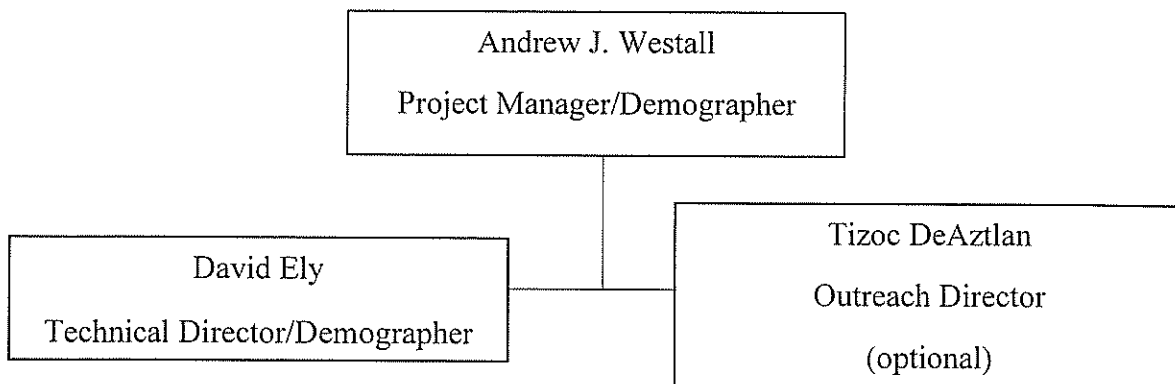 Andrew J. Westall
Project Manager/Demographer
David Ely
Technical Director/Demographer
Tizoc DeAztlan
Outreach Director
(optional)